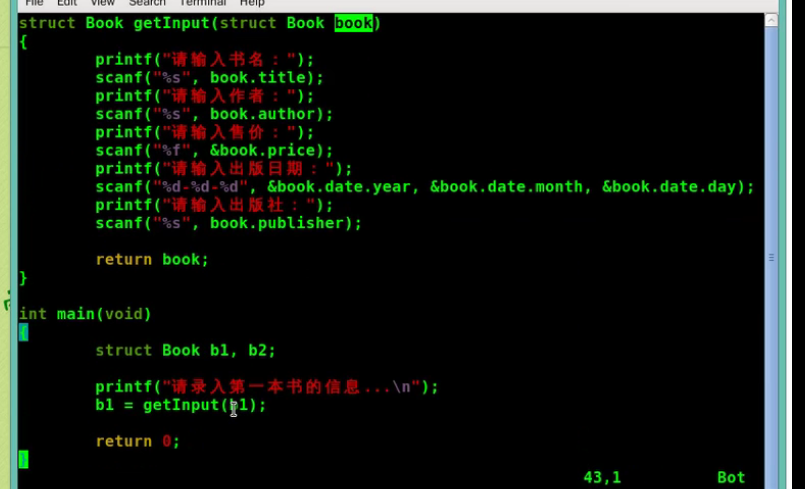 File Edit View Search Terminal Help
struct Book getInput(struct Book book)
{
printf("请输入书名：");
scanf("%s", book.title);
printf("请输入作者：");
scanf("%s", book.author);
printf("请输入售价：");
scanf("%f", &book.price);
printf("请输入出版日期：");
scanf("%d-%d-%d", &book.date.year, &book.date.month, &book.date.day);
printf("请输入出版社：");
scanf("%s", book.publisher);
return book;
}
int main(void)
{
struct Book b1, b2;
printf("请录入第一本书的信息...\n");
b1 = getInput(b1);
return 0;
}
43,1 Bot